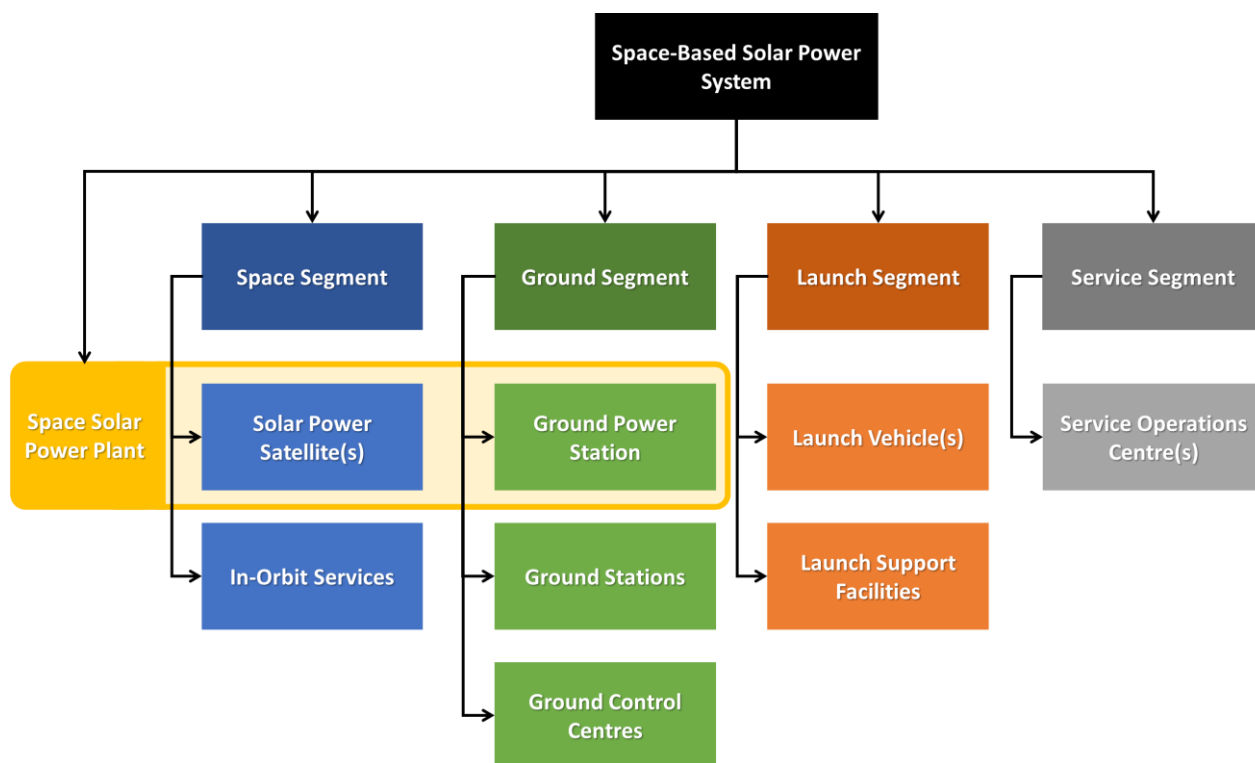 Space-Based Solar Power
System
Space Segment
Ground Segment
Launch Segment
Service Segment
Space Solar
Power Plant
Solar Power
Satellite(s)
Ground Power
Station
Launch Vehicle(s)
Service Operations
Centre(s)
In-Orbit Services
Ground Stations
Launch Support
Facilities
Ground Control
Centres